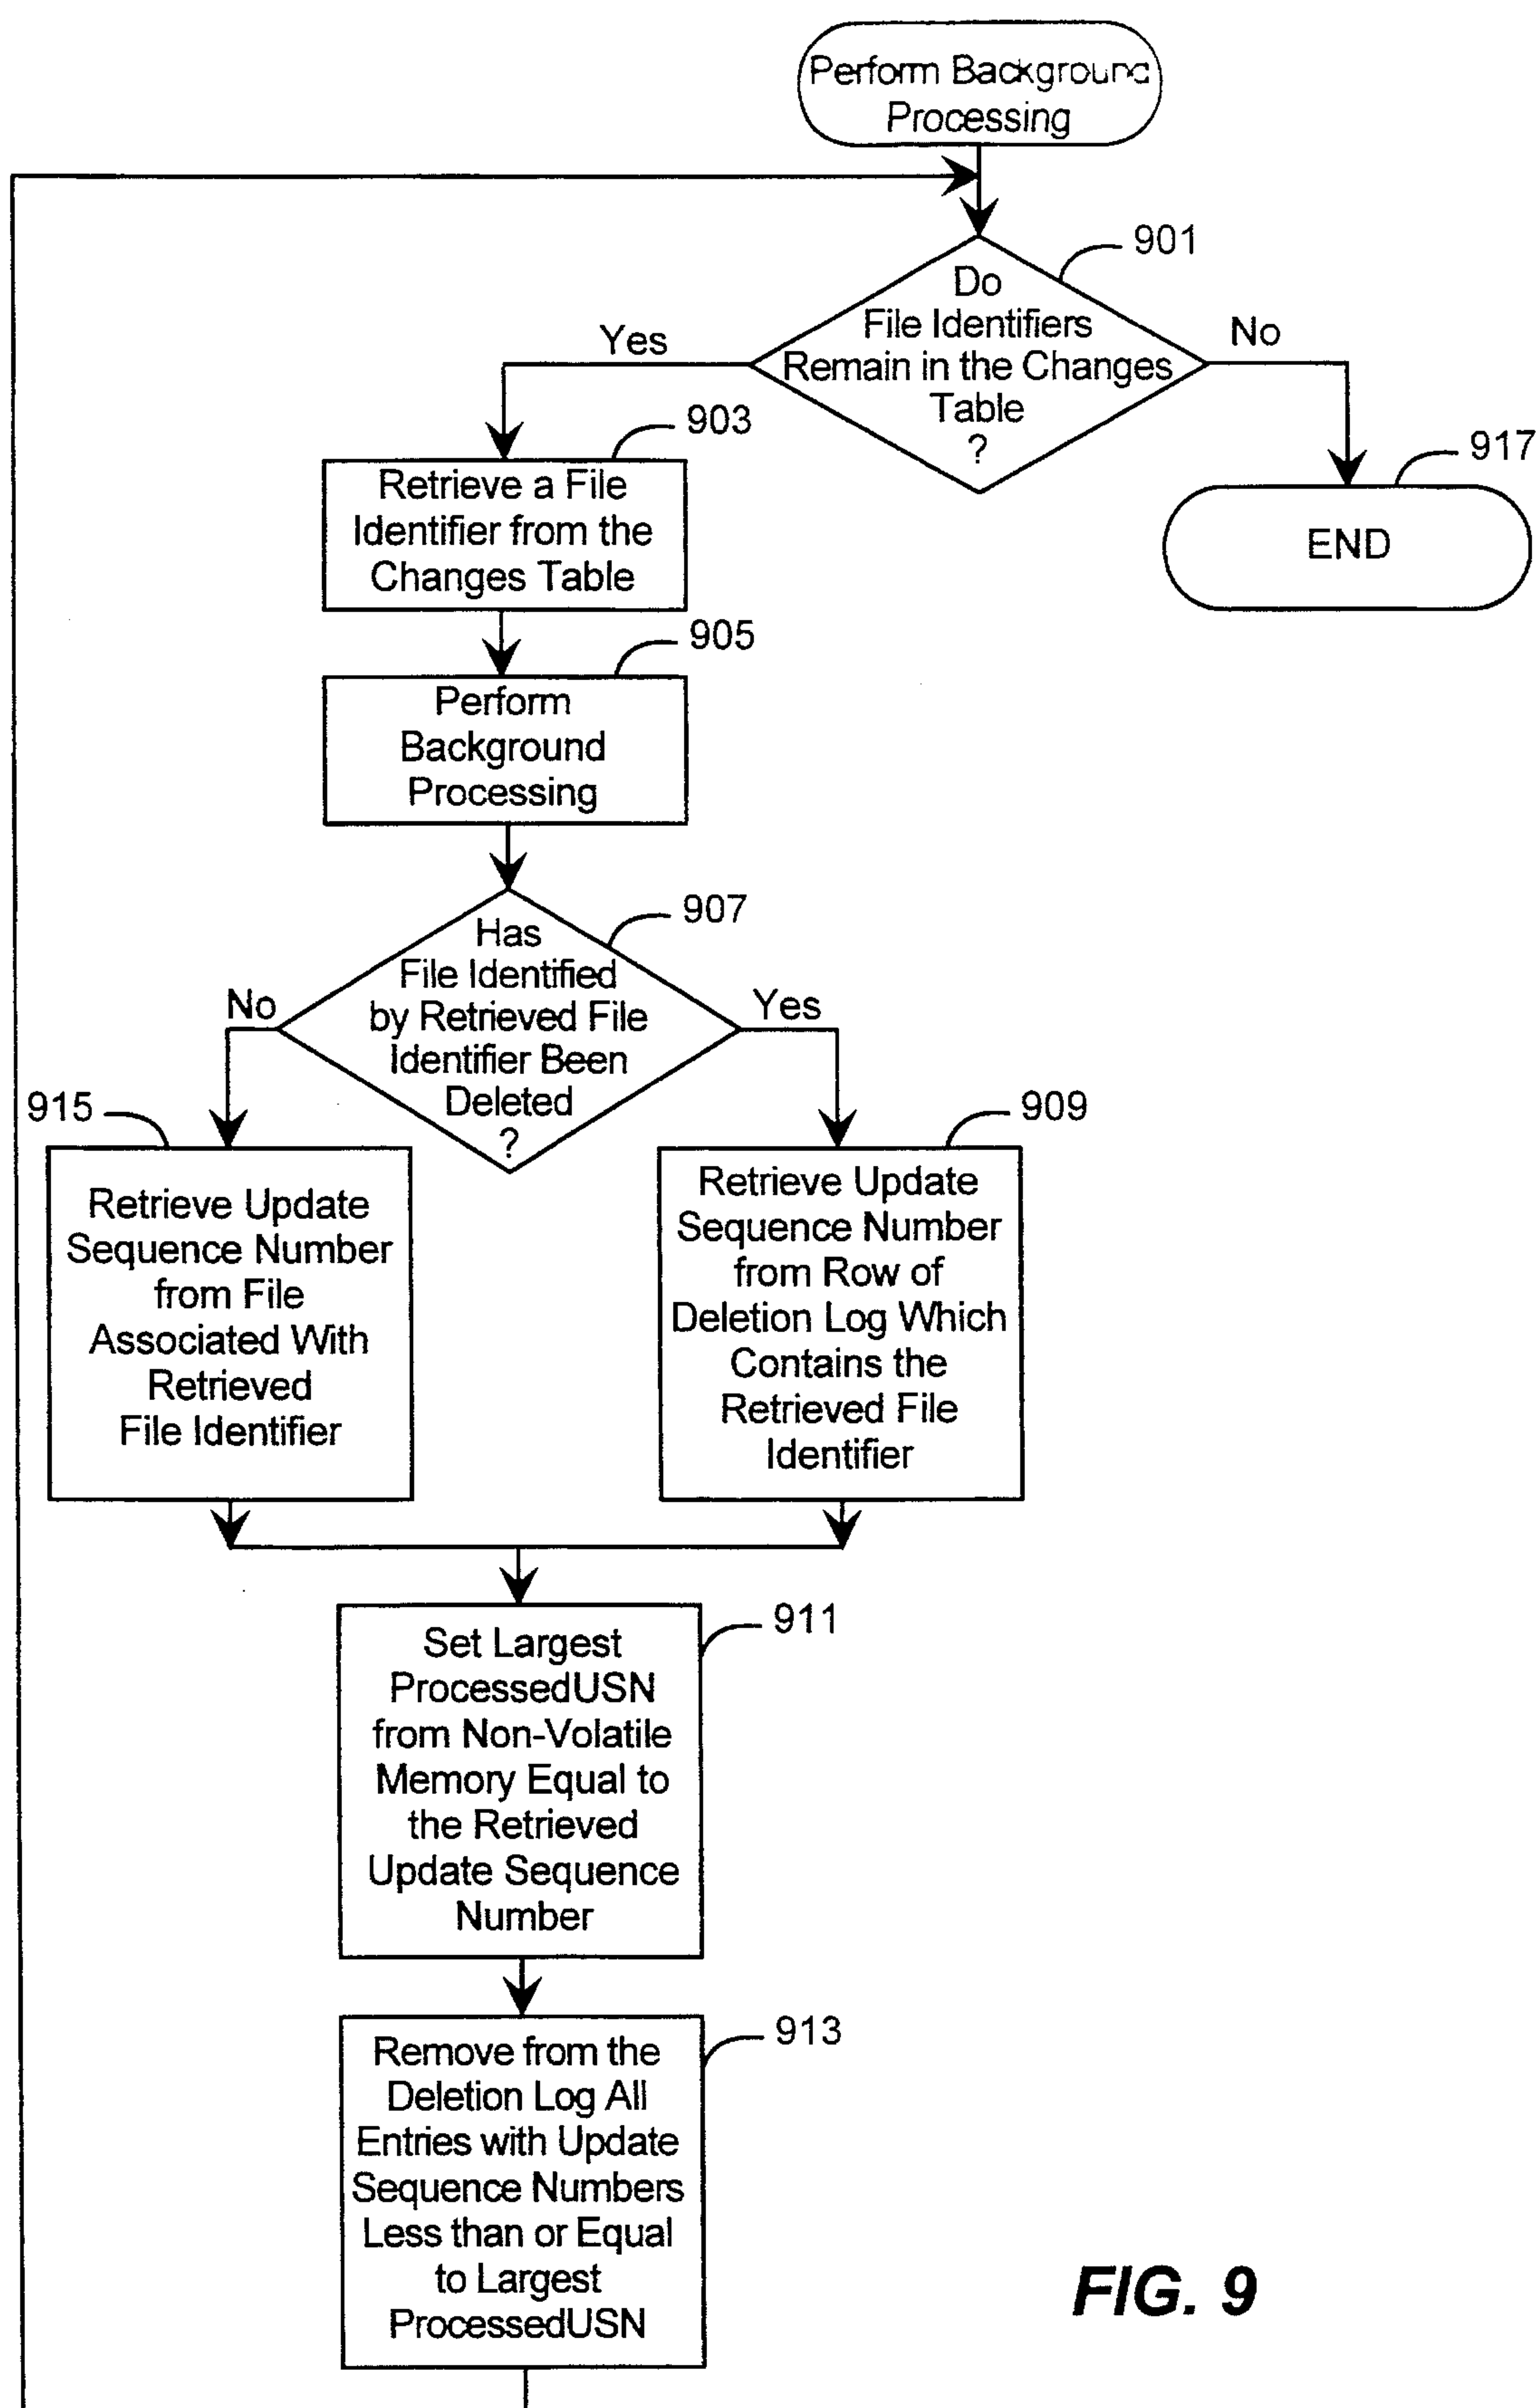 Perform Background
Processing
901
Do
File Identifiers
Remain in the Changes
Table
?
Yes
No
903
Retrieve a File
Identifier from the
Changes Table
917
END
905
Perform
Background
Processing
907
Has
File Identified
by Retrieved File
Identifier Been
Deleted
?
No
Yes
915
Retrieve Update
Sequence Number
from File
Associated With
Retrieved
File Identifier
909
Retrieve Update
Sequence Number
from Row of
Deletion Log Which
Contains the
Retrieved File
Identifier
911
Set Largest
ProcessedUSN
from Non-Volatile
Memory Equal to
the Retrieved
Update Sequence
Number
913
Remove from the
Deletion Log All
Entries with Update
Sequence Numbers
Less than or Equal
to Largest
ProcessedUSN
FIG. 9